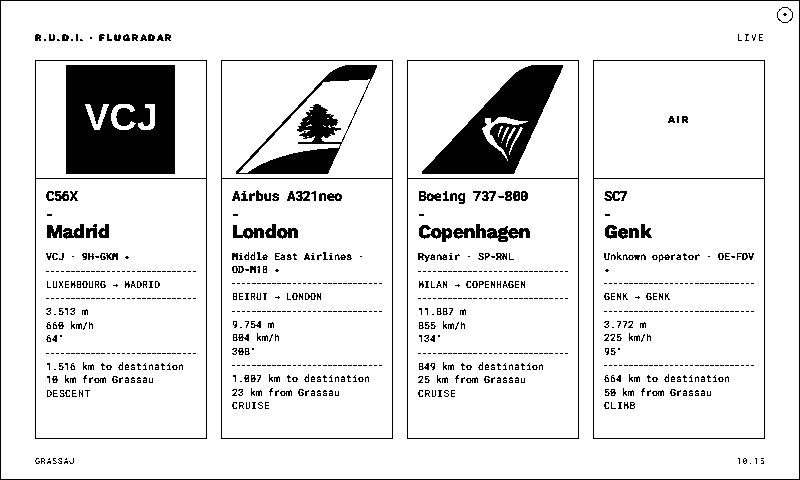 R.U.D.I. · FLUGRADAR
LIVE
VCJ
C56X
–
Madrid
VCJ · 9H-GKM ✦
LUXEMBOURG → MADRID
3.513 m
660 km/h
64°
1.516 km to destination
10 km from Grassau
DESCENT
Airbus A321neo
–
London
Middle East Airlines ·
OD-M10 ✦
BEIRUT → LONDON
9.754 m
804 km/h
308°
1.007 km to destination
23 km from Grassau
CRUISE
Boeing 737-800
–
Copenhagen
Ryanair · SP-RNL
MILAN → COPENHAGEN
11.887 m
855 km/h
134°
849 km to destination
25 km from Grassau
CRUISE
AIR
SC7
–
Genk
Unknown operator · OE-FDV
✦
GENK → GENK
3.772 m
225 km/h
95°
664 km to destination
50 km from Grassau
CLIMB
GRASSAU
10.15